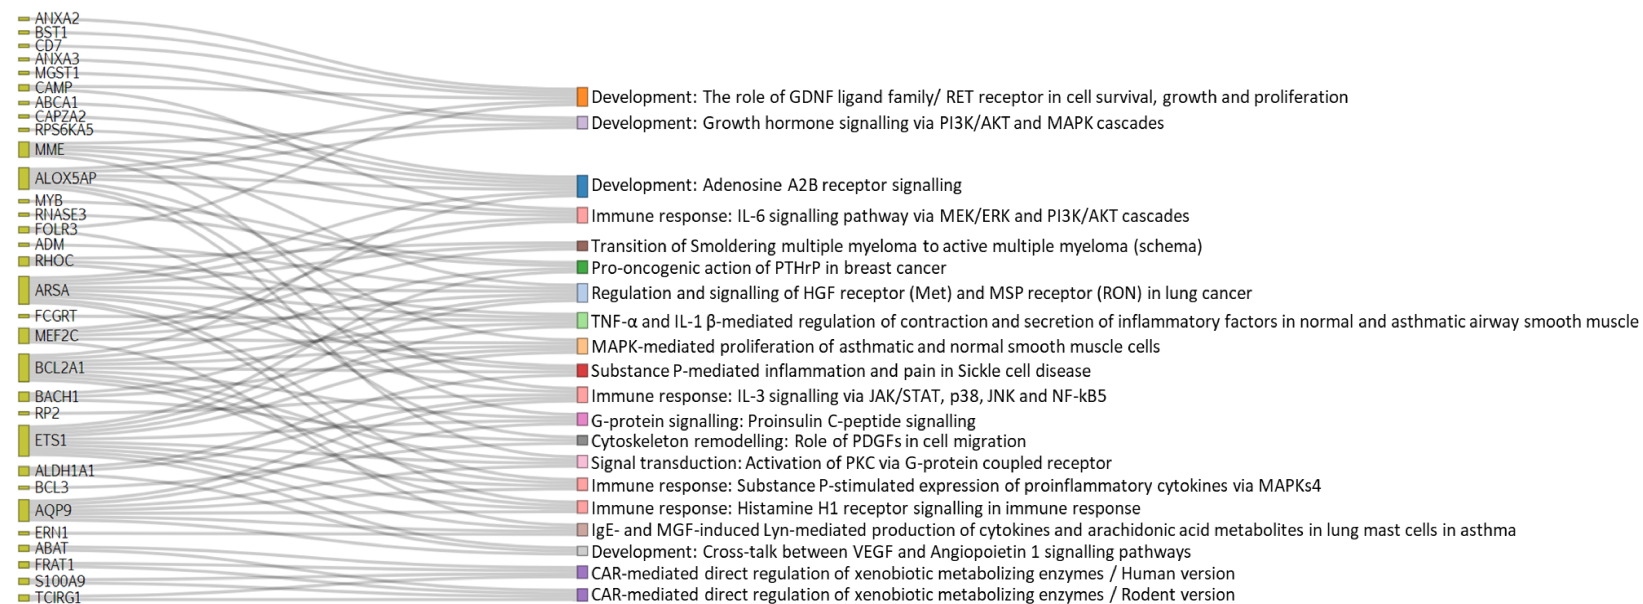 ANXA2
BST1
CD7
ANXA3
MGST1
CAMP
ABCA1
CAPZA2
RPS6KA5
MME
ALOX5AP
MYB
RNASE3
FOLR3
ADM
RHOC
ARSA
FCGRT
MEF2C
BCL2A1
BACH1
RP2
ETS1
ALDH1A1
BCL3
AQP9
ERN1
ABAT
FRAT1
S100A9
TCIRG1
Development: The role of GDNF ligand family/ RET receptor in cell survival, growth and proliferation
Development: Growth hormone signalling via PI3K/AKT and MAPK cascades
Development: Adenosine A2B receptor signalling
Immune response: IL-6 signalling pathway via MEK/ERK and PI3K/AKT cascades
Transition of Smoldering multiple myeloma to active multiple myeloma (schema)
Pro-oncogenic action of PTHrP in breast cancer
Regulation and signalling of HGF receptor (Met) and MSP receptor (RON) in lung cancer
TNF-α and IL-1 β-mediated regulation of contraction and secretion of inflammatory factors in normal and asthmatic airway smooth muscle
MAPK-mediated proliferation of asthmatic and normal smooth muscle cells
Substance P-mediated inflammation and pain in Sickle cell disease
Immune response: IL-3 signalling via JAK/STAT, p38, JNK and NF-kB5
G-protein signalling: Proinsulin C-peptide signalling
Cytoskeleton remodelling: Role of PDGFs in cell migration
Signal transduction: Activation of PKC via G-protein coupled receptor
Immune response: Substance P-stimulated expression of proinflammatory cytokines via MAPKs4
Immune response: Histamine H1 receptor signalling in immune response
IgE- and MGF-induced Lyn-mediated production of cytokines and arachidonic acid metabolites in lung mast cells in asthma
Development: Cross-talk between VEGF and Angiopoietin 1 signalling pathways
CAR-mediated direct regulation of xenobiotic metabolizing enzymes / Human version
CAR-mediated direct regulation of xenobiotic metabolizing enzymes / Rodent version